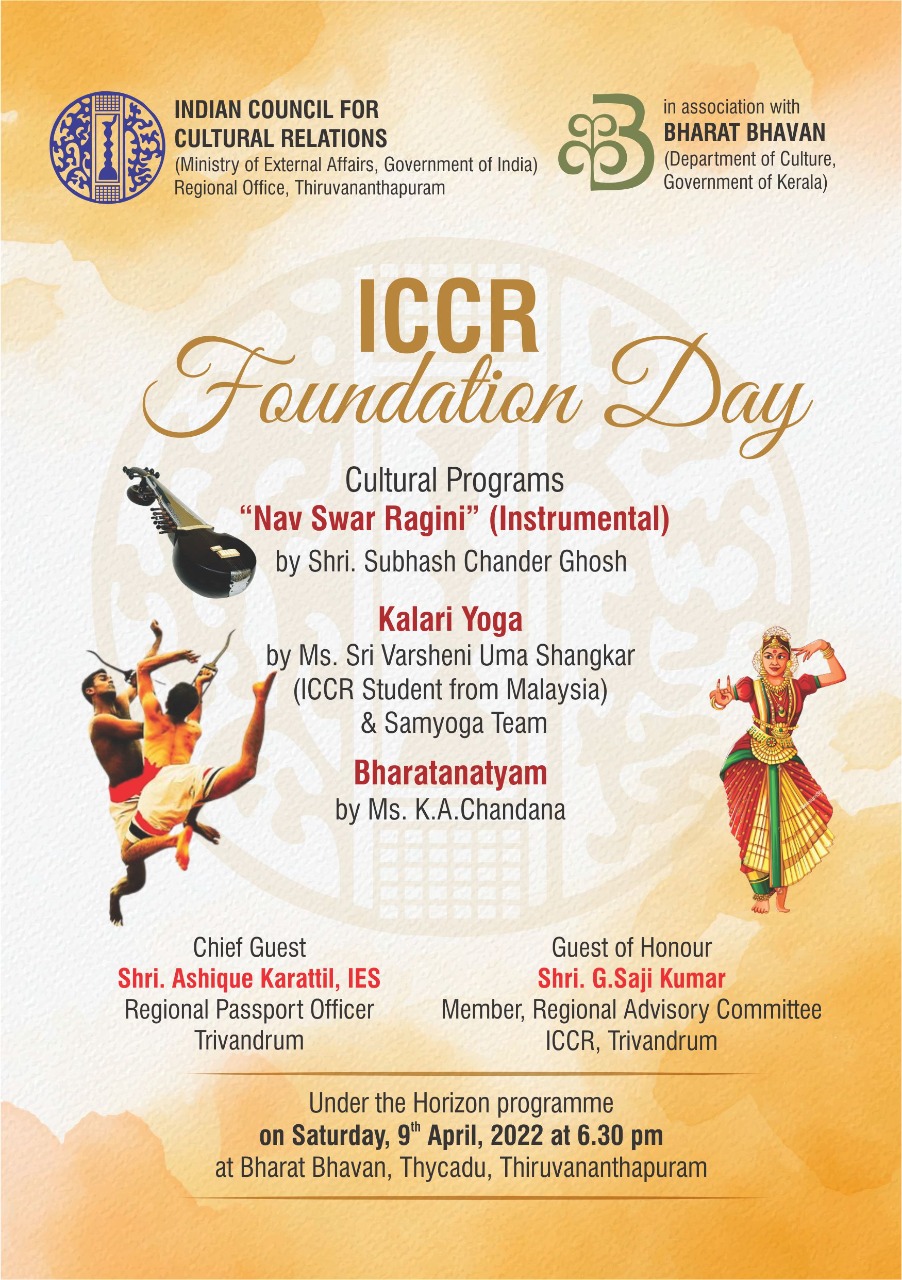 INDIAN COUNCIL FOR
CULTURAL RELATIONS
(Ministry of External Affairs, Government of India)
Regional Office, Thiruvananthapuram
in association with
BHARAT BHAVAN
(Department of Culture,
Government of Kerala)
ICCR
Foundation Day
Cultural Programs
“Nav Swar Ragini” (Instrumental)
by Shri. Subhash Chander Ghosh
Kalari Yoga
by Ms. Sri Varsheni Uma Shangkar
(ICCR Student from Malaysia)
& Samyoga Team
Bharatanatyam
by Ms. K.A.Chandana
Chief Guest
Shri. Ashique Karattil, IES
Regional Passport Officer
Trivandrum
Guest of Honour
Shri. G.Saji Kumar
Member, Regional Advisory Committee
ICCR, Trivandrum
Under the Horizon programme
on Saturday, 9th April, 2022 at 6.30 pm
at Bharat Bhavan, Thycadu, Thiruvananthapuram